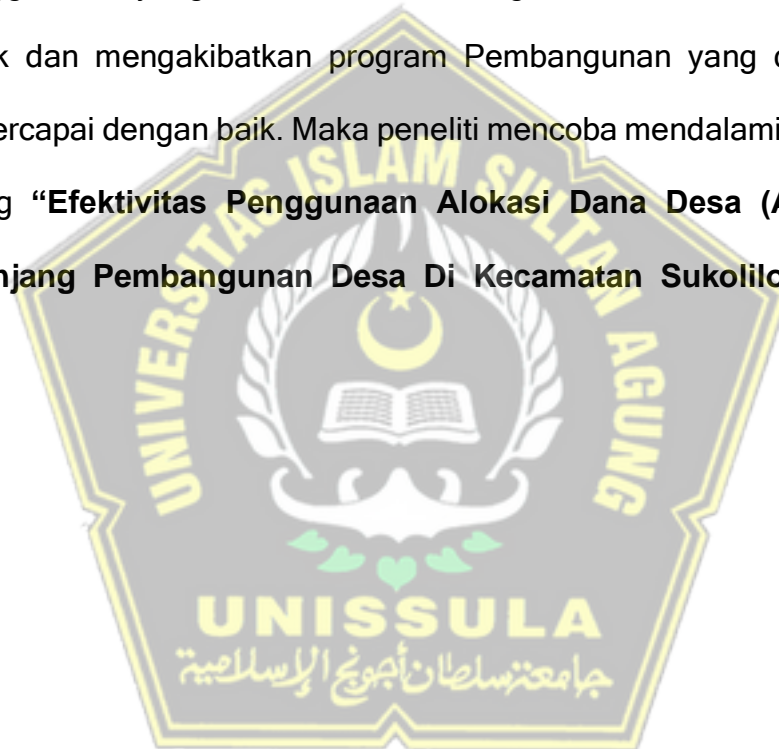 k dan mengakibatkan program Pembangunan yang
ercapai dengan baik. Maka peneliti mencoba mendalami
g “Efektivitas Penggunaan Alokasi Dana Desa (A
njang Pembangunan Desa Di Kecamatan Sukolilo
UNIVERSITAS ISLAM SULTAN AGUNG
UNISSULA
جامعة سلطان أجونج الإسلامية